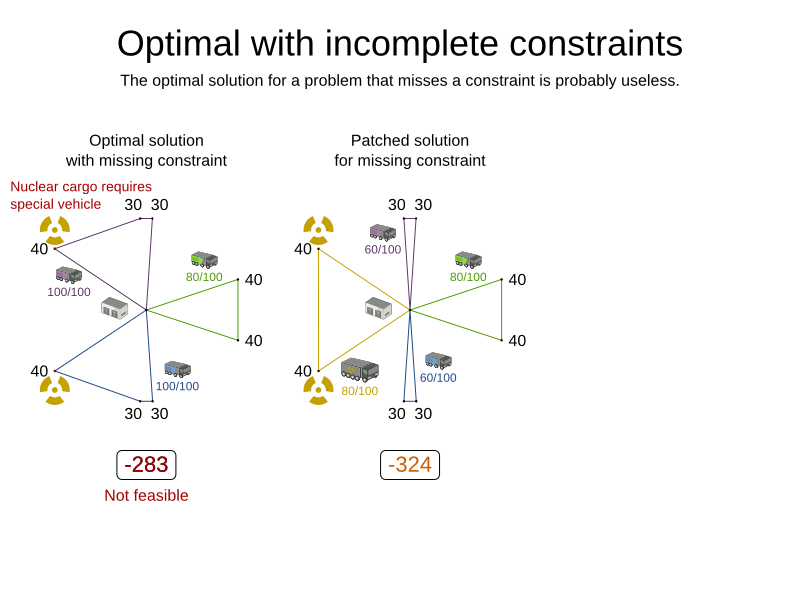 Optimal with incomplete constraints
The optimal solution for a problem that misses a constraint is probably useless.
Optimal solution
with missing constraint
Nuclear cargo requires
special vehicle
30 30
40
100/100
80/100
40
40
40
100/100
30 30
-283
Not feasible
Patched solution
for missing constraint
30 30
40
60/100
80/100
40
40
40
80/100
60/100
30 30
-324